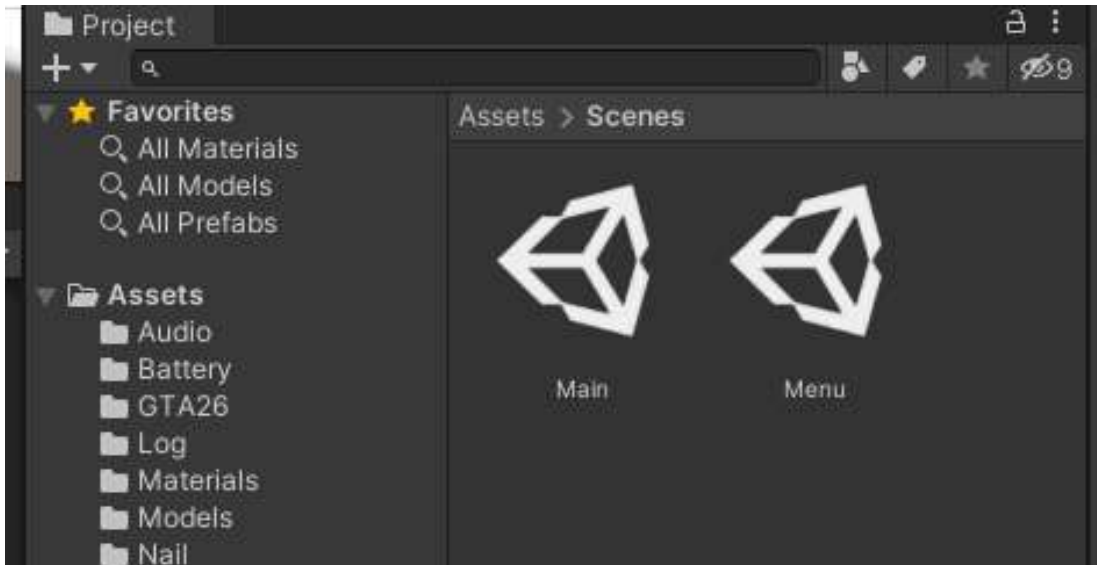 Project
9
Favorites
All Materials
All Models
All Prefabs
Assets
Audio
Battery
GTA26
Log
Materials
Models
Nail
Assets > Scenes
Main
Menu